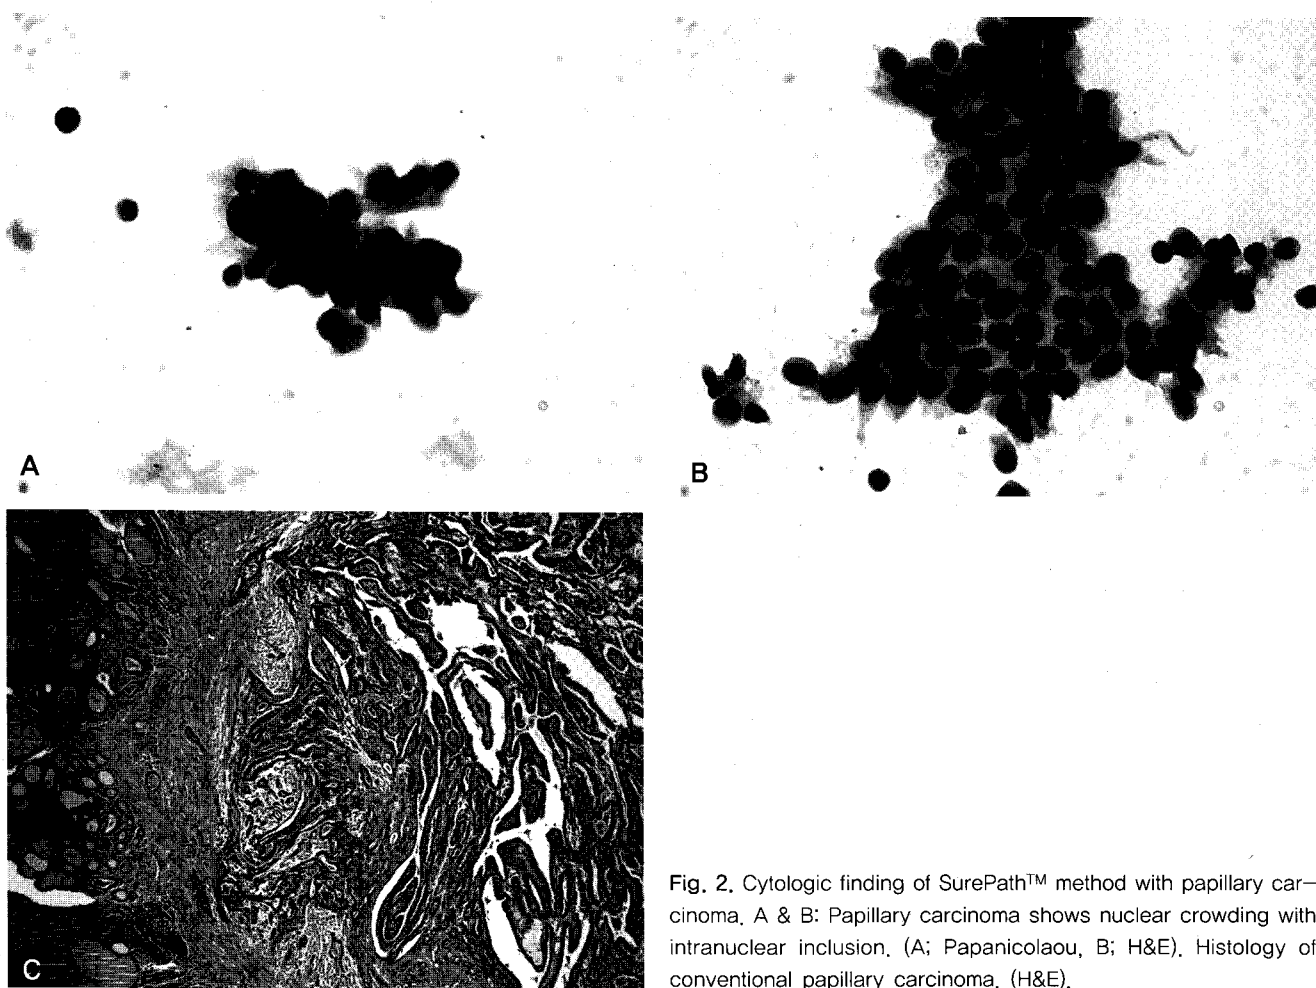 A
B
C
Fig. 2. Cytologic finding of SurePath™ method with papillary car-
cinoma. A & B: Papillary carcinoma shows nuclear crowding with
intranuclear inclusion. (A; Papanicolaou, B; H&E). Histology of
conventional papillary carcinoma. (H&E).